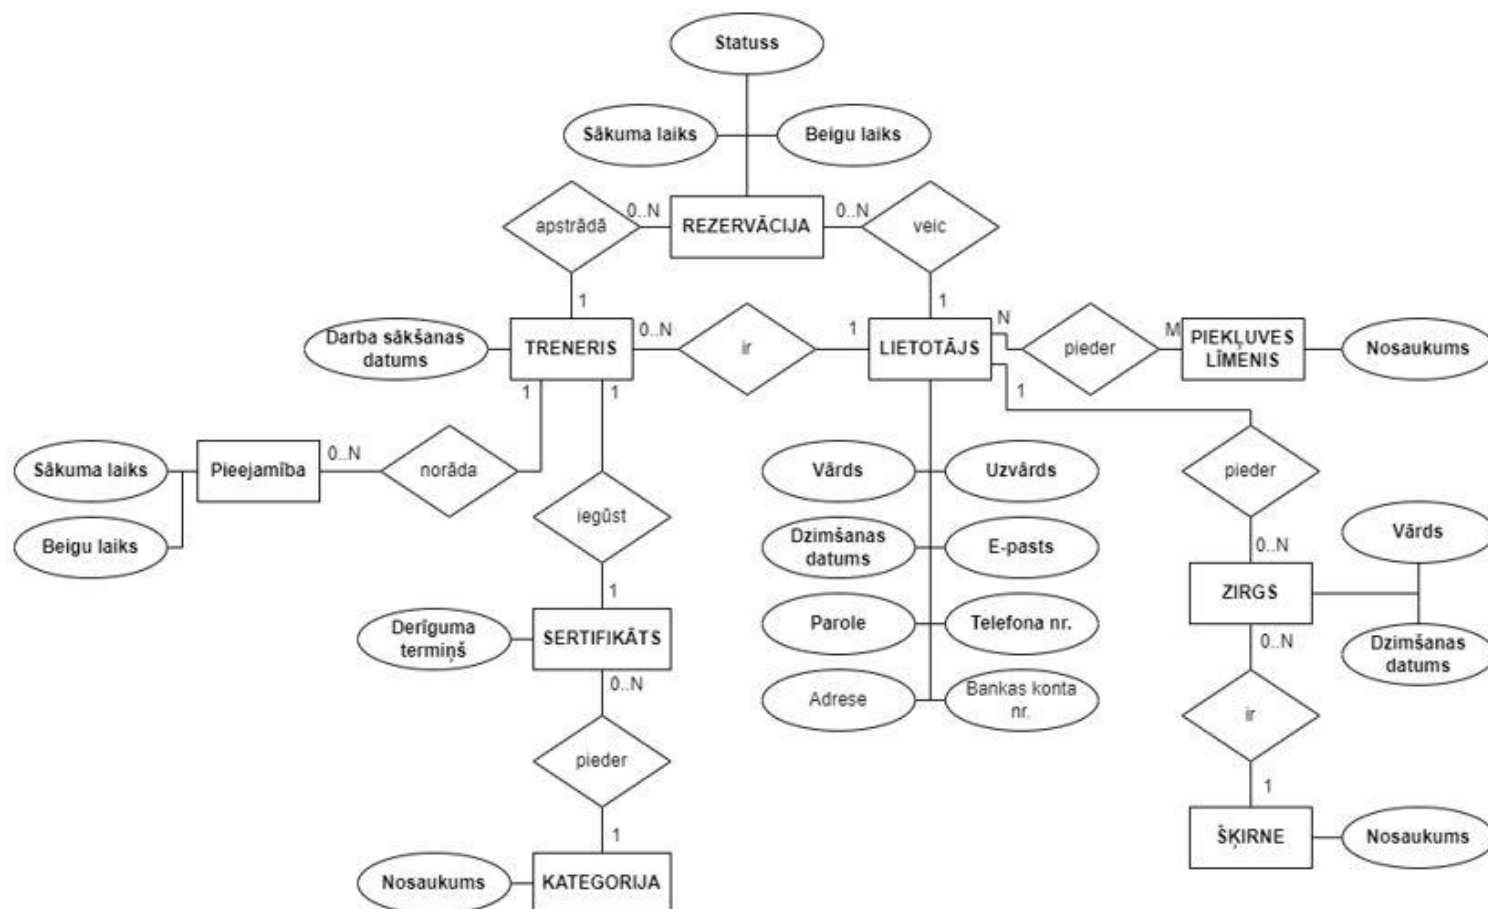 Statuss
Sākuma laiks
Beigu laiks
apstrādā
0..N
REZERVĀCIJA
0..N
veic
1
1
Darba sākšanas
datums
TRENERIS
0..N
ir
1
LIETOTĀJS
N
pieder
M
PIEKĻUVES
LĪMENIS
Nosaukums
1
1
1
Sākuma laiks
Pieejamība
0..N
norāda
Beigu laiks
iegūst
Vārds
Uzvārds
pieder
Dzimšanas
datums
E-pasts
0..N
Vārds
1
ZIRGS
Derīguma
termiņš
SERTIFIKĀTS
Parole
Telefona nr.
0..N
Dzimšanas
datums
0..N
Adrese
Bankas konta
nr.
ir
pieder
1
1
ŠĶIRNE
Nosaukums
Nosaukums
KATEGORIJA